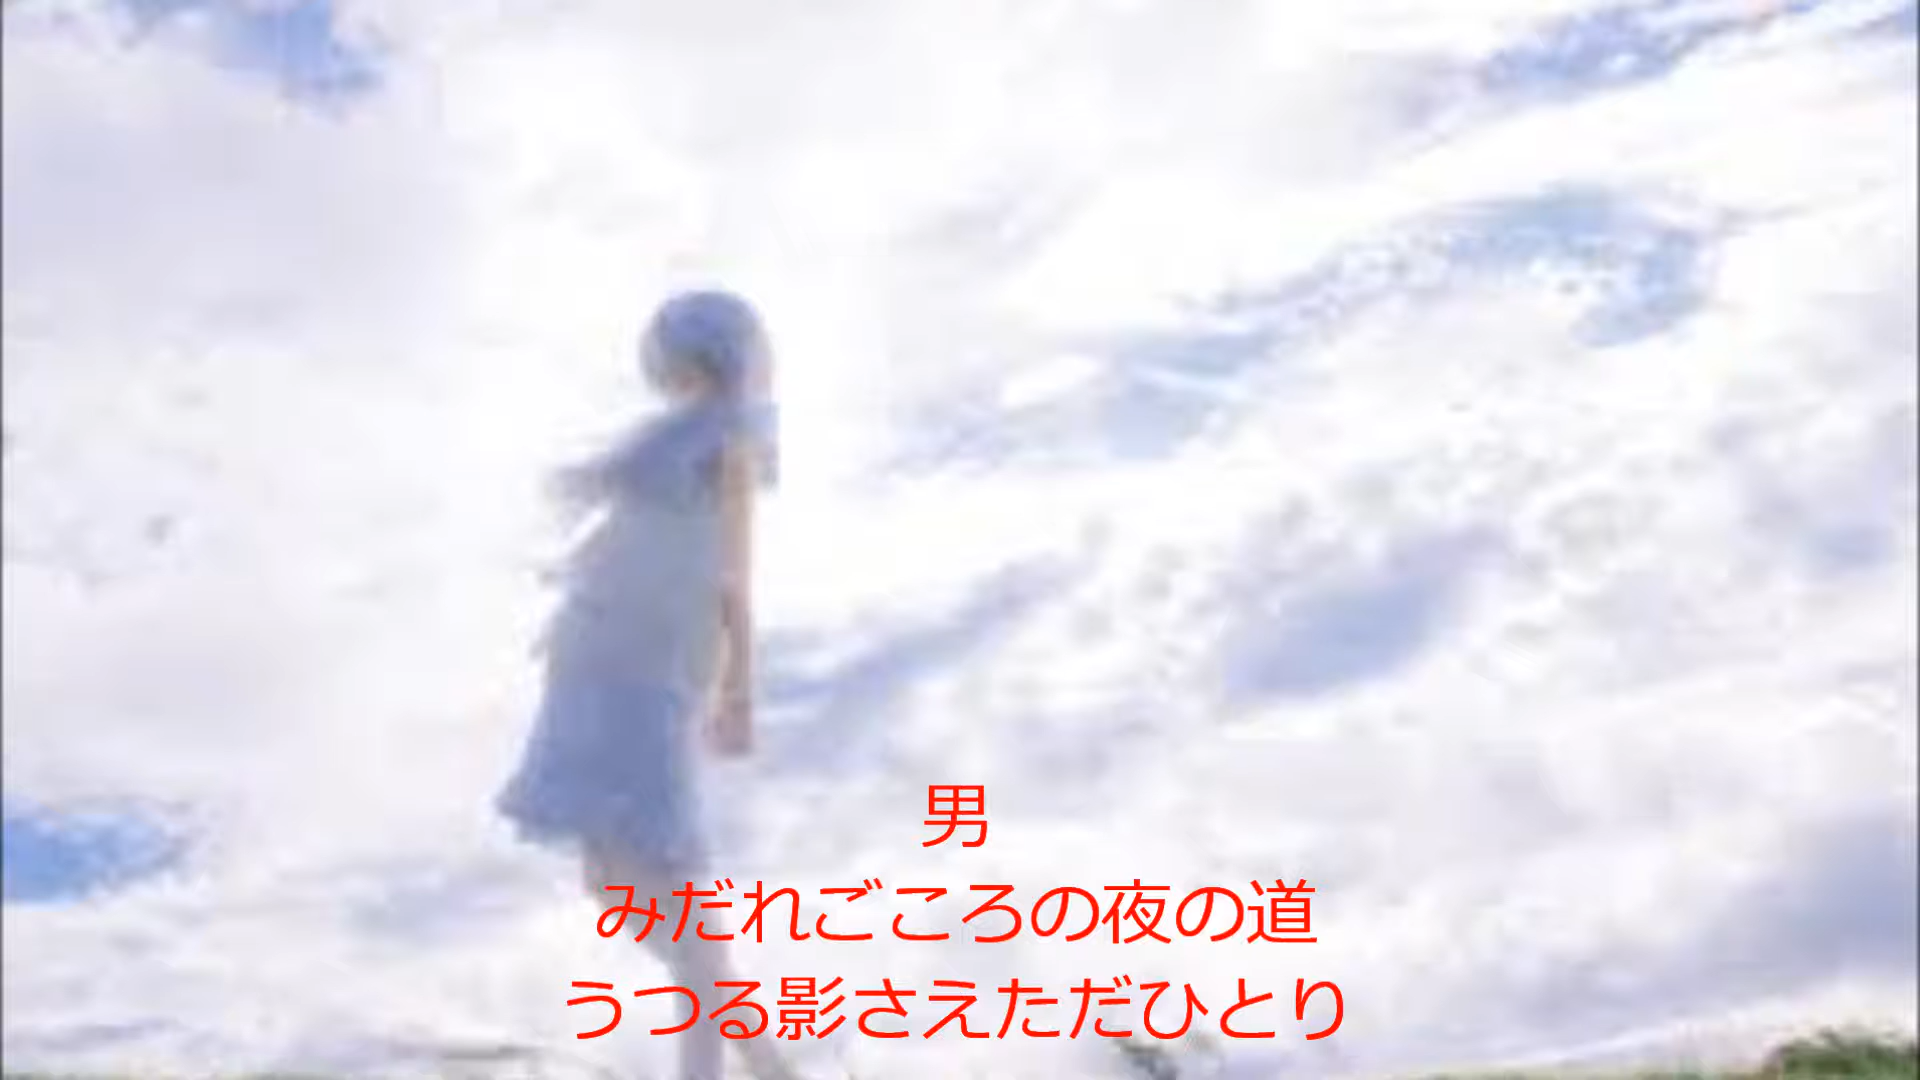 男
みだれごころの夜の道
うつる影さえただひとり